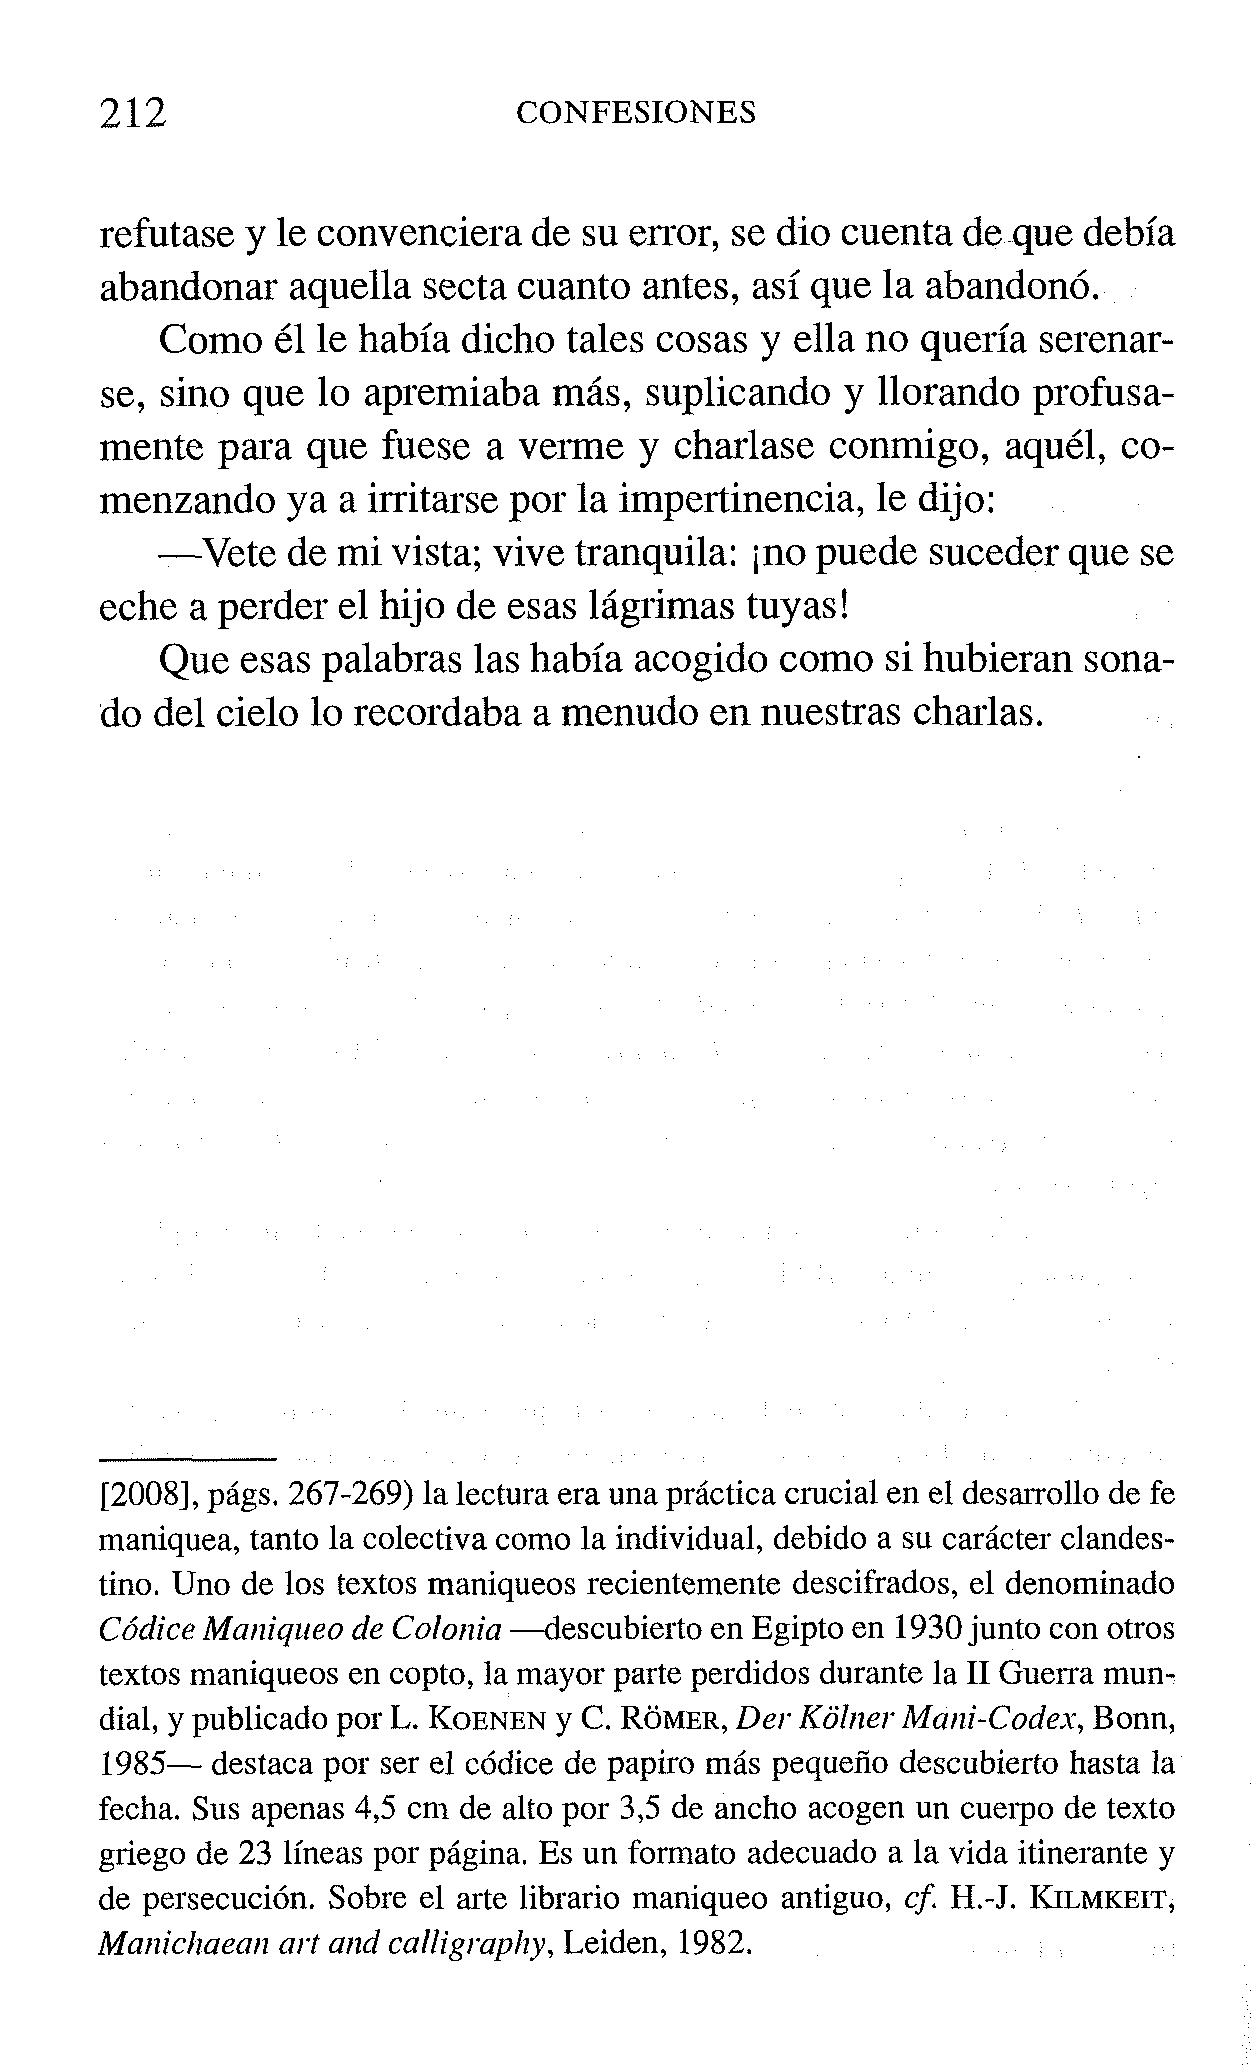 212 CONFESIONES
refutase y le convenciera de su error, se dio cuenta de que debía
abandonar aquella secta cuanto antes, así que la abandonó.
Como él le había dicho tales cosas y ella no quería serenar-
se, sino que lo apremiaba más, suplicando y llorando profusa-
mente para que fuese a verme y charlase conmigo, aquél, co-
menzando ya a irritarse por la impertinencia, le dijo:
—Vete de mi vista; vive tranquila: ¡no puede suceder que se
eche a perder el hijo de esas lágrimas tuyas!
Que esas palabras las había acogido como si hubieran sona-
do del cielo lo recordaba a menudo en nuestras charlas.
[2008], págs. 267-269) la lectura era una práctica crucial en el desarrollo de fe
maniquea, tanto la colectiva como la individual, debido a su carácter clandes-
tino. Uno de los textos maniqueos recientemente descifrados, el denominado
Códice Maniqueo de Colonia —descubierto en Egipto en 1930 junto con otros
textos maniqueos en copto, la mayor parte perdidos durante la II Guerra mun-
dial, y publicado por L. KOENEN y C. RÖMER, Der Kölner Mani-Codex, Bonn,
1985— destaca por ser el códice de papiro más pequeño descubierto hasta la
fecha. Sus apenas 4,5 cm de alto por 3,5 de ancho acogen un cuerpo de texto
griego de 23 líneas por página. Es un formato adecuado a la vida itinerante y
de persecución. Sobre el arte librario maniqueo antiguo, cf. H.-J. KILMKEIT,
Manichaean art and calligraphy, Leiden, 1982.